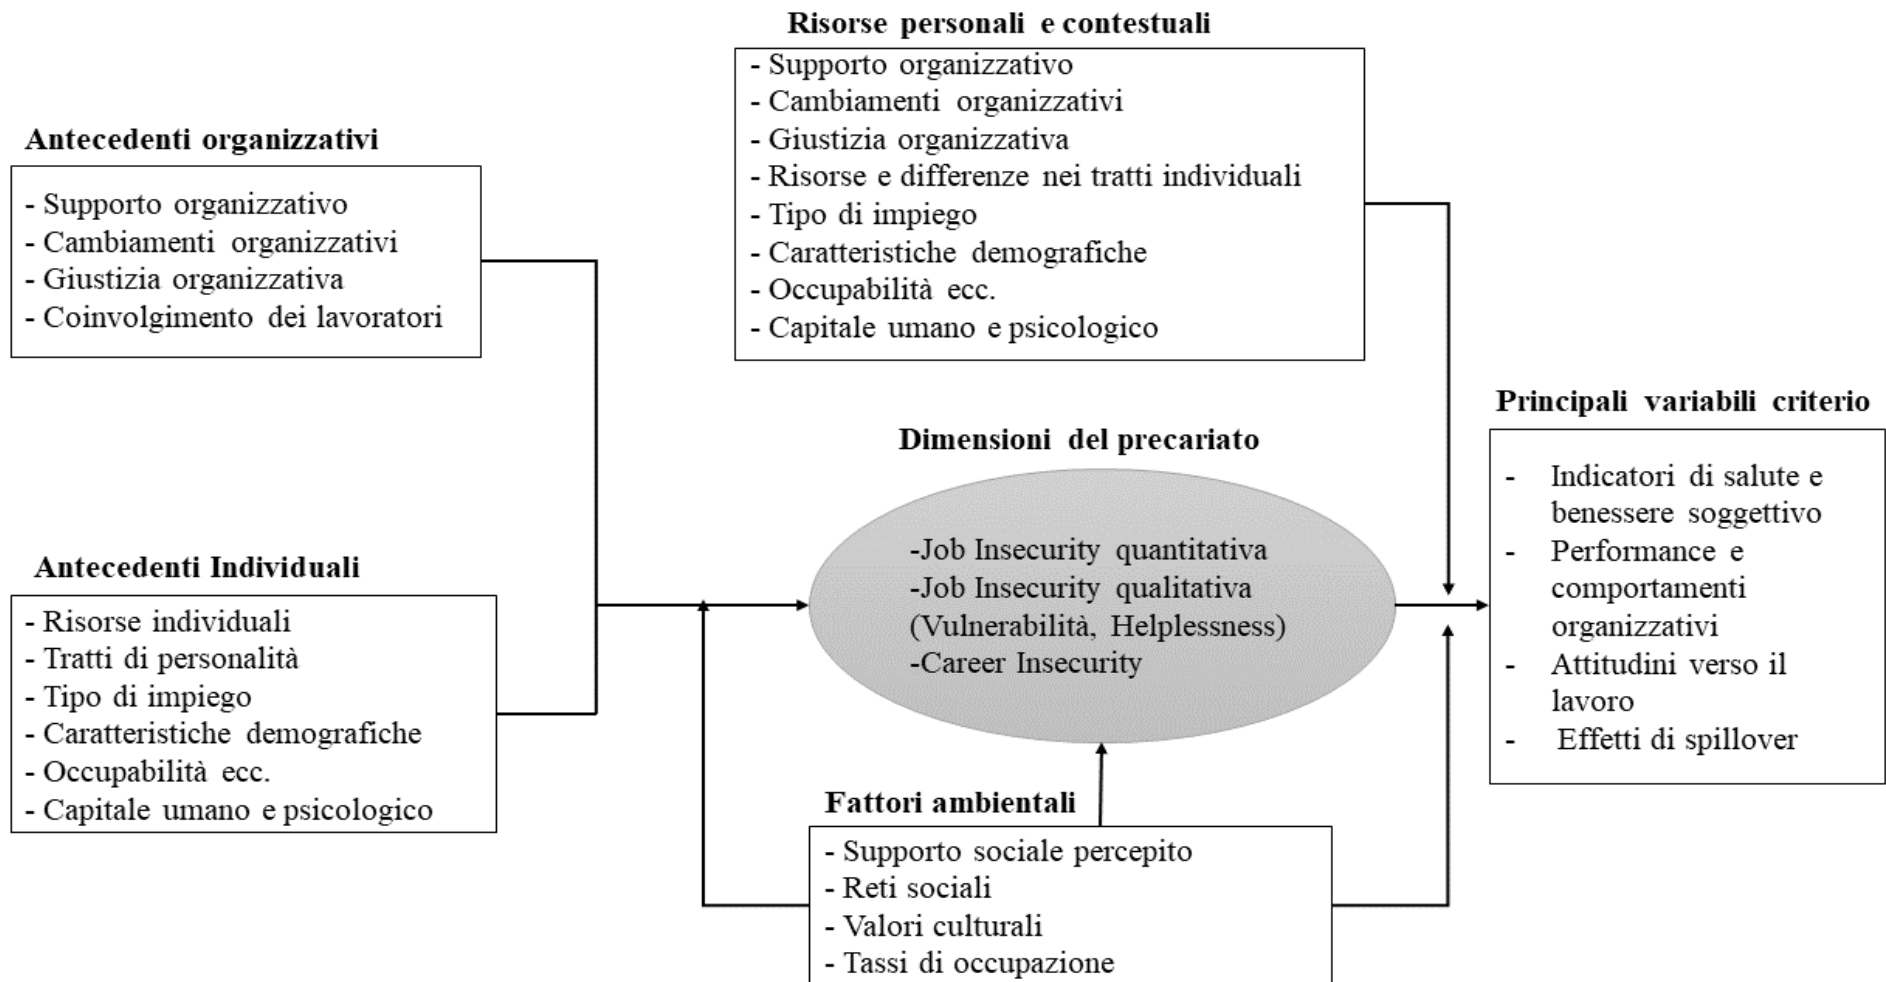 Risorse personali e contestuali
- Supporto organizzativo
- Cambiamenti organizzativi
- Giustizia organizzativa
- Risorse e differenze nei tratti individuali
- Tipo di impiego
- Caratteristiche demografiche
- Occupabilità ecc.
- Capitale umano e psicologico
Antecedenti organizzativi
- Supporto organizzativo
- Cambiamenti organizzativi
- Giustizia organizzativa
- Coinvolgimento dei lavoratori
Antecedenti Individuali
- Risorse individuali
- Tratti di personalità
- Tipo di impiego
- Caratteristiche demografiche
- Occupabilità ecc.
- Capitale umano e psicologico
Dimensioni del precariato
-Job Insecurity quantitativa
-Job Insecurity qualitativa
(Vulnerabilità, Helplessness)
-Career Insecurity
Fattori ambientali
- Supporto sociale percepito
- Reti sociali
- Valori culturali
- Tassi di occupazione
Principali variabili criterio
- Indicatori di salute e
benessere soggettivo
- Performance e
comportamenti
organizzativi
- Attitudini verso il
lavoro
- Effetti di spillover